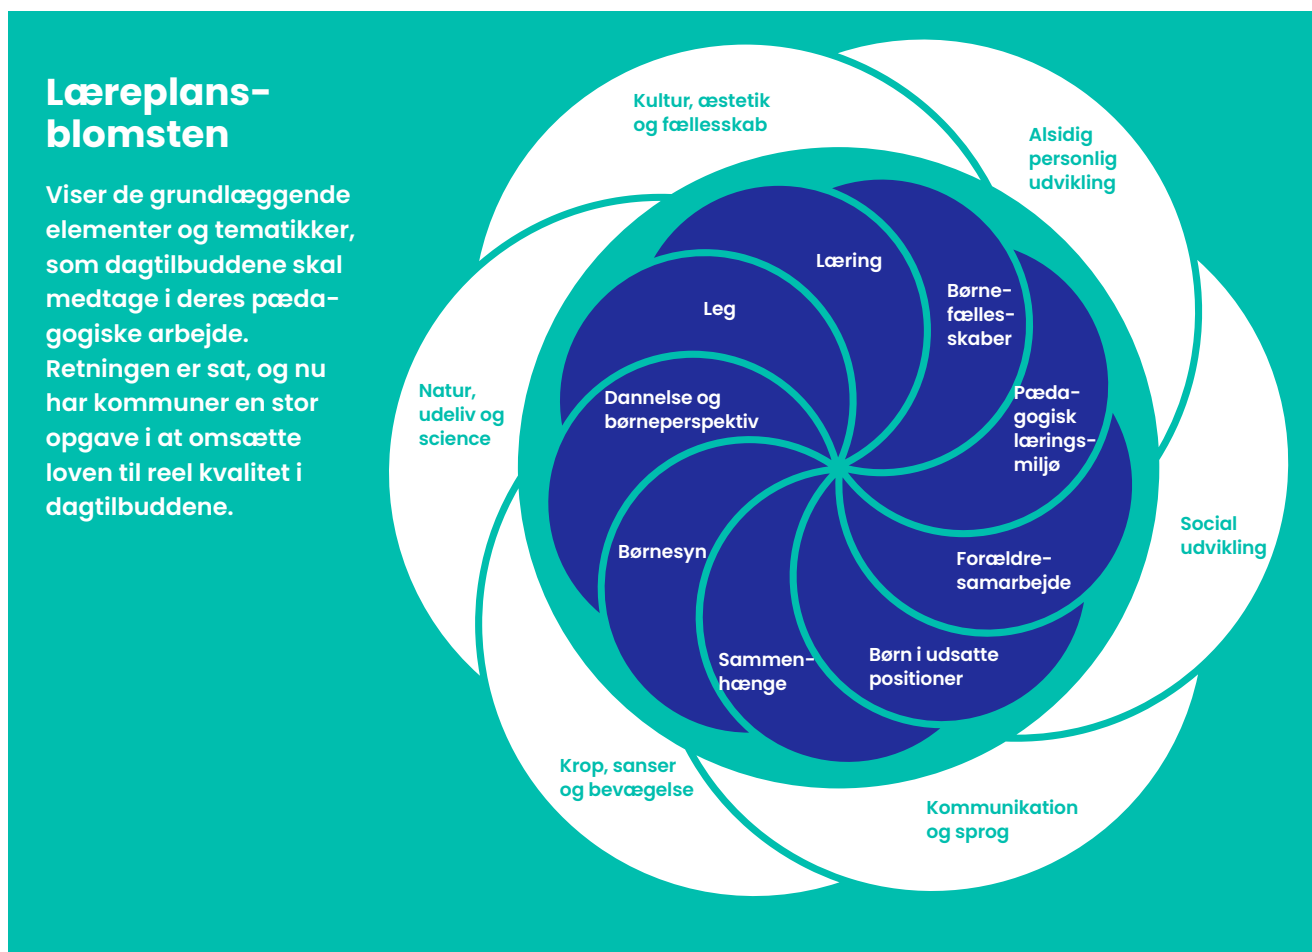 Læreplans-
blomsten
Viser de grundlæggende
elementer og tematikker,
som dagtilbuddene skal
medtage i deres pæda-
gogiske arbejde.
Retningen er sat, og nu
har kommuner en stor
opgave i at omsætte
loven til reel kvalitet i
dagtilbuddene.
Kultur, æstetik
og fællesskab
Alsidig
personlig
udvikling
Social
udvikling
Kommunikation
og sprog
Krop, sanser
og bevægelse
Natur,
udeliv og
science
Læring
Børne-
fælles-
skaber
Pæda-
gogisk
lærings-
miljø
Forældre-
samarbejde
Børn i udsatte
positioner
Sammen-
hænge
Børnesyn
Dannelse og
børneperspektiv
Leg